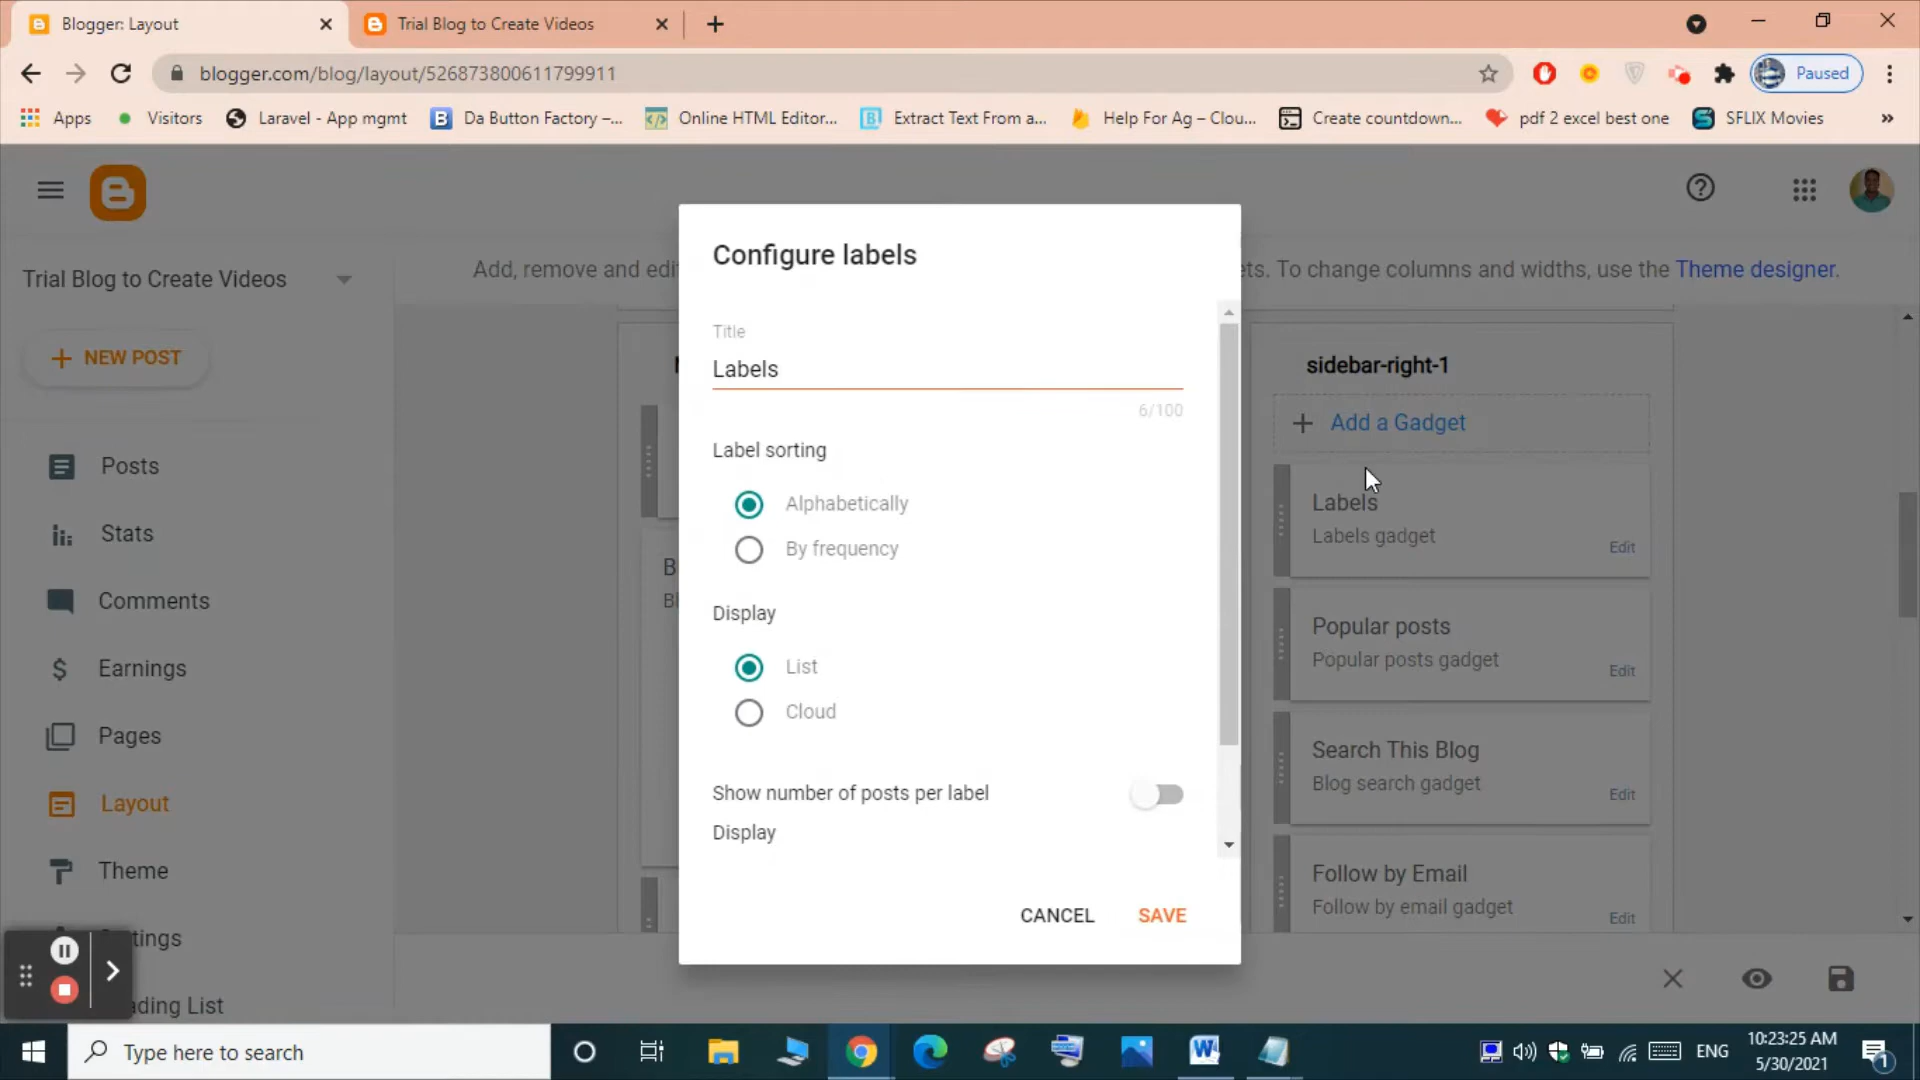 Blogger: Layout
Trial Blog to Create Videos
blogger.com/blog/layout/526873800611799911
Paused
Apps
Visitors
Laravel - App mgmt
Da Button Factory –...
Online HTML Editor...
Extract Text From a...
Help For Ag – Clou...
Create countdown...
pdf 2 excel best one
SFLIX Movies
»
Trial Blog to Create Videos
NEW POST
Posts
Stats
Comments
Earnings
Pages
Layout
Theme
ding List
Add, remove and edi
ets. To change columns and widths, use the Theme designer.
Configure labels
Title
Labels
6/100
Label sorting
Alphabetically
By frequency
Display
List
Cloud
Show number of posts per label
Display
CANCEL
SAVE
sidebar-right-1
Add a Gadget
Labels
Labels gadget
Edit
Popular posts
Popular posts gadget
Edit
Search This Blog
Blog search gadget
Edit
Follow by Email
Follow by email gadget
Edit
Type here to search
ENG
10:23:25 AM
5/30/2021
1